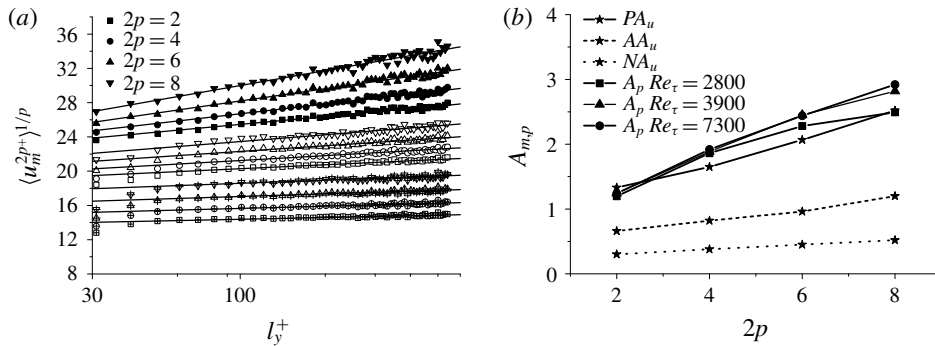 (a)
2p = 2
2p = 4
2p = 6
2p = 8
36
32
28
24
20
16
12
8
30
100
⟨u_m^{2p+}⟩^{1/p}
l_y^+
(b)
PA_u
AA_u
NA_u
A_p Re_τ = 2800
A_p Re_τ = 3900
A_p Re_τ = 7300
4
3
2
1
0
2
4
6
8
A_{m,p}
2p